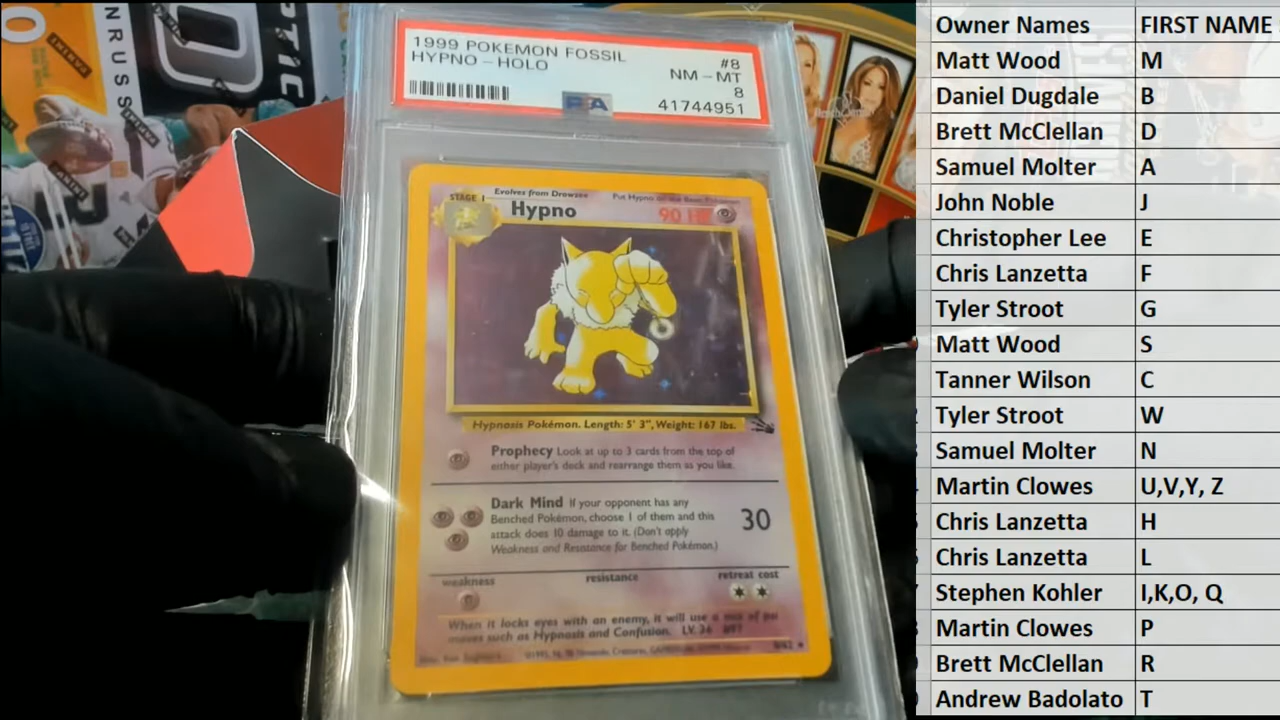 1999 POKEMON FOSSIL #8
HYPNO - HOLO NM - MT
8
PSA 41744951
STAGE 1 Evolves from Drowzee
Hypno 90 HP
Hypnosis Pokémon. Length: 5' 3", Weight: 167 lbs.
Prophecy Look at up to 3 cards from the top of
either player's deck and rearrange them as you like.
Dark Mind If your opponent has any
Benched Pokémon, choose 1 of them and this
attack does 10 damage to it. (Don't apply
Weakness and Resistance for Benched Pokémon.)
30
weakness resistance retreat cost
When it locks eyes with an enemy, it will use a mix of psi
moves such as Hypnosis and Confusion. LV. 36 #97
8/62
PANINI
PANINI
PANINI
Owner Names FIRST NAME
Matt Wood M
Daniel Dugdale B
Brett McClellan D
Samuel Molter A
John Noble J
Christopher Lee E
Chris Lanzetta F
Tyler Stroot G
Matt Wood S
Tanner Wilson C
Tyler Stroot W
Samuel Molter N
Martin Clowes U,V,Y, Z
Chris Lanzetta H
Chris Lanzetta L
Stephen Kohler I,K,O, Q
Martin Clowes P
Brett McClellan R
Andrew Badolato T